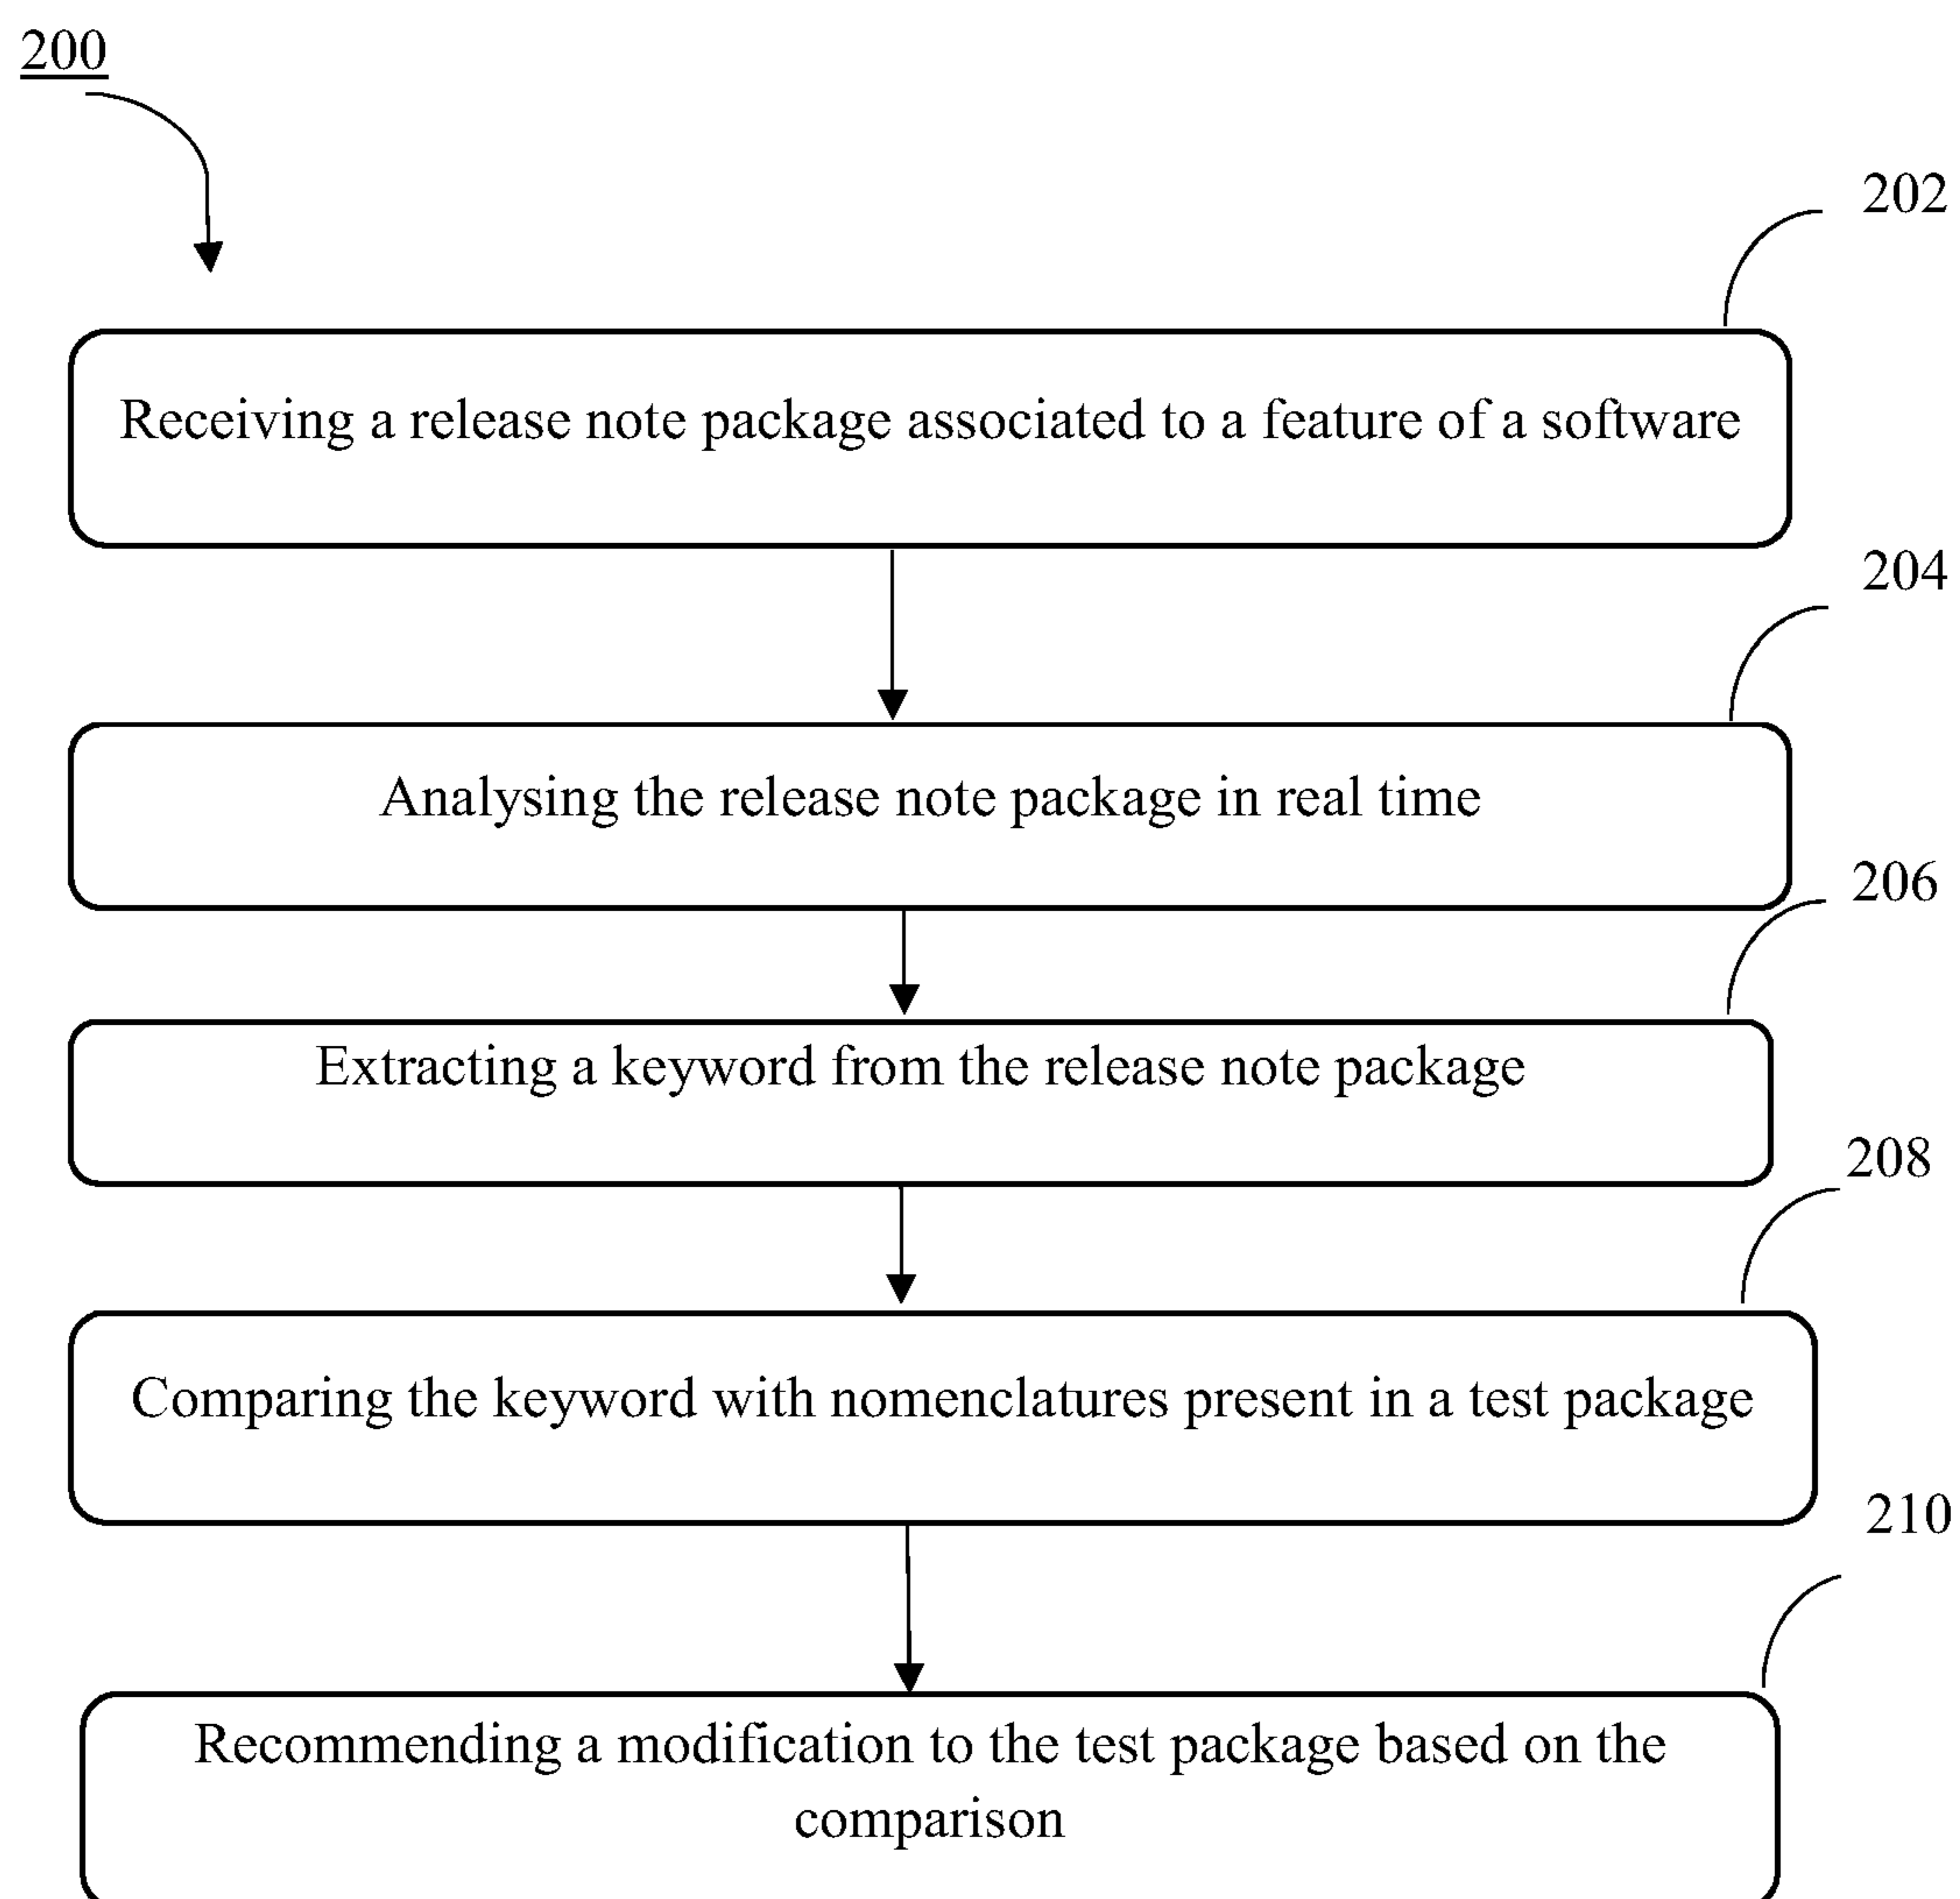 200
202
Receiving a release note package associated to a feature of a software
204
Analysing the release note package in real time
206
Extracting a keyword from the release note package
208
Comparing the keyword with nomenclatures present in a test package
210
Recommending a modification to the test package based on the
comparison